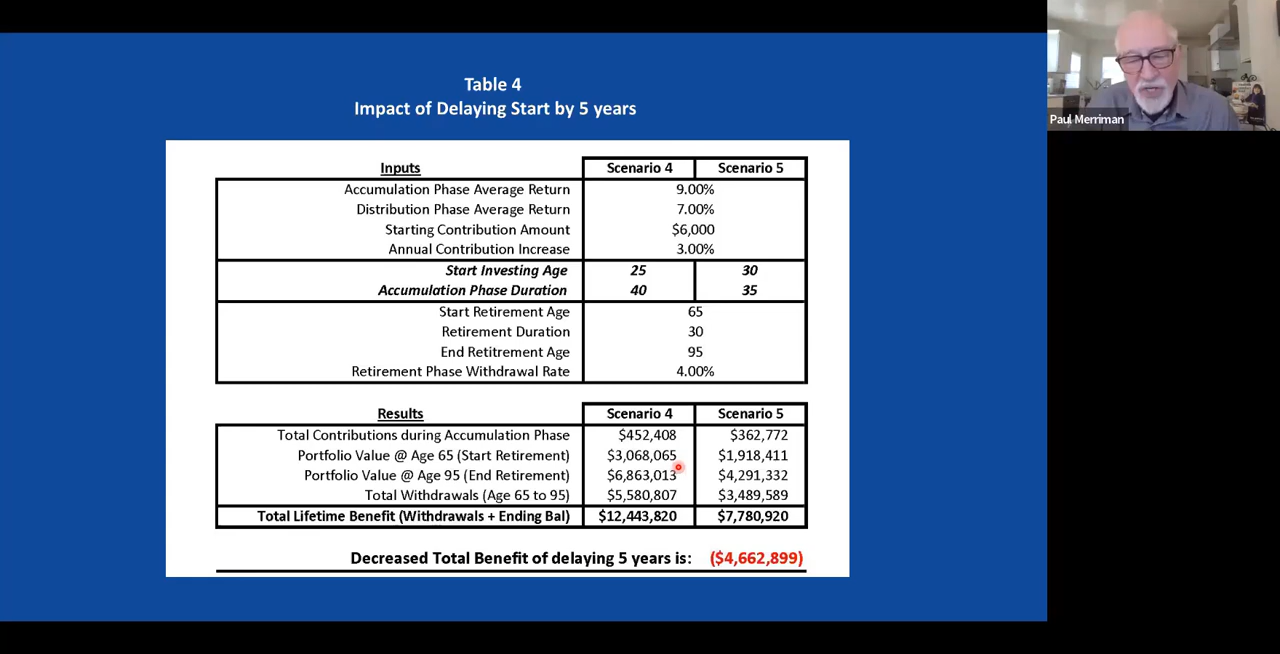 Table 4
Impact of Delaying Start by 5 years
Paul Merriman
Inputs Scenario 4 Scenario 5
Accumulation Phase Average Return 9.00%
Distribution Phase Average Return 7.00%
Starting Contribution Amount $6,000
Annual Contribution Increase 3.00%
Start Investing Age 25 30
Accumulation Phase Duration 40 35
Start Retirement Age 65
Retirement Duration 30
End Retitrement Age 95
Retirement Phase Withdrawal Rate 4.00%
Results Scenario 4 Scenario 5
Total Contributions during Accumulation Phase $452,408 $362,772
Portfolio Value @ Age 65 (Start Retirement) $3,068,065 $1,918,411
Portfolio Value @ Age 95 (End Retirement) $6,863,013 $4,291,332
Total Withdrawals (Age 65 to 95) $5,580,807 $3,489,589
Total Lifetime Benefit (Withdrawals + Ending Bal) $12,443,820 $7,780,920
Decreased Total Benefit of delaying 5 years is: ($4,662,899)